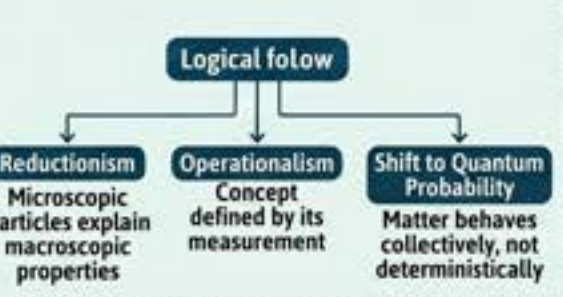 Logical folow
Reductionism
Microscopic
articles explain
macroscopic
properties
Operationalism
Concept
defined by its
measurement
Shift to Quantum
Probability
Matter behaves
collectively, not
deterministically